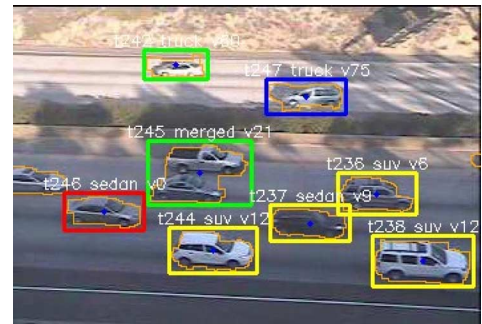 truck
t247 truck v75
t245 merged v21
t236 suv v6
t246 sedan v0
t237 sedan v9
t244 suv v12
t238 suv v12